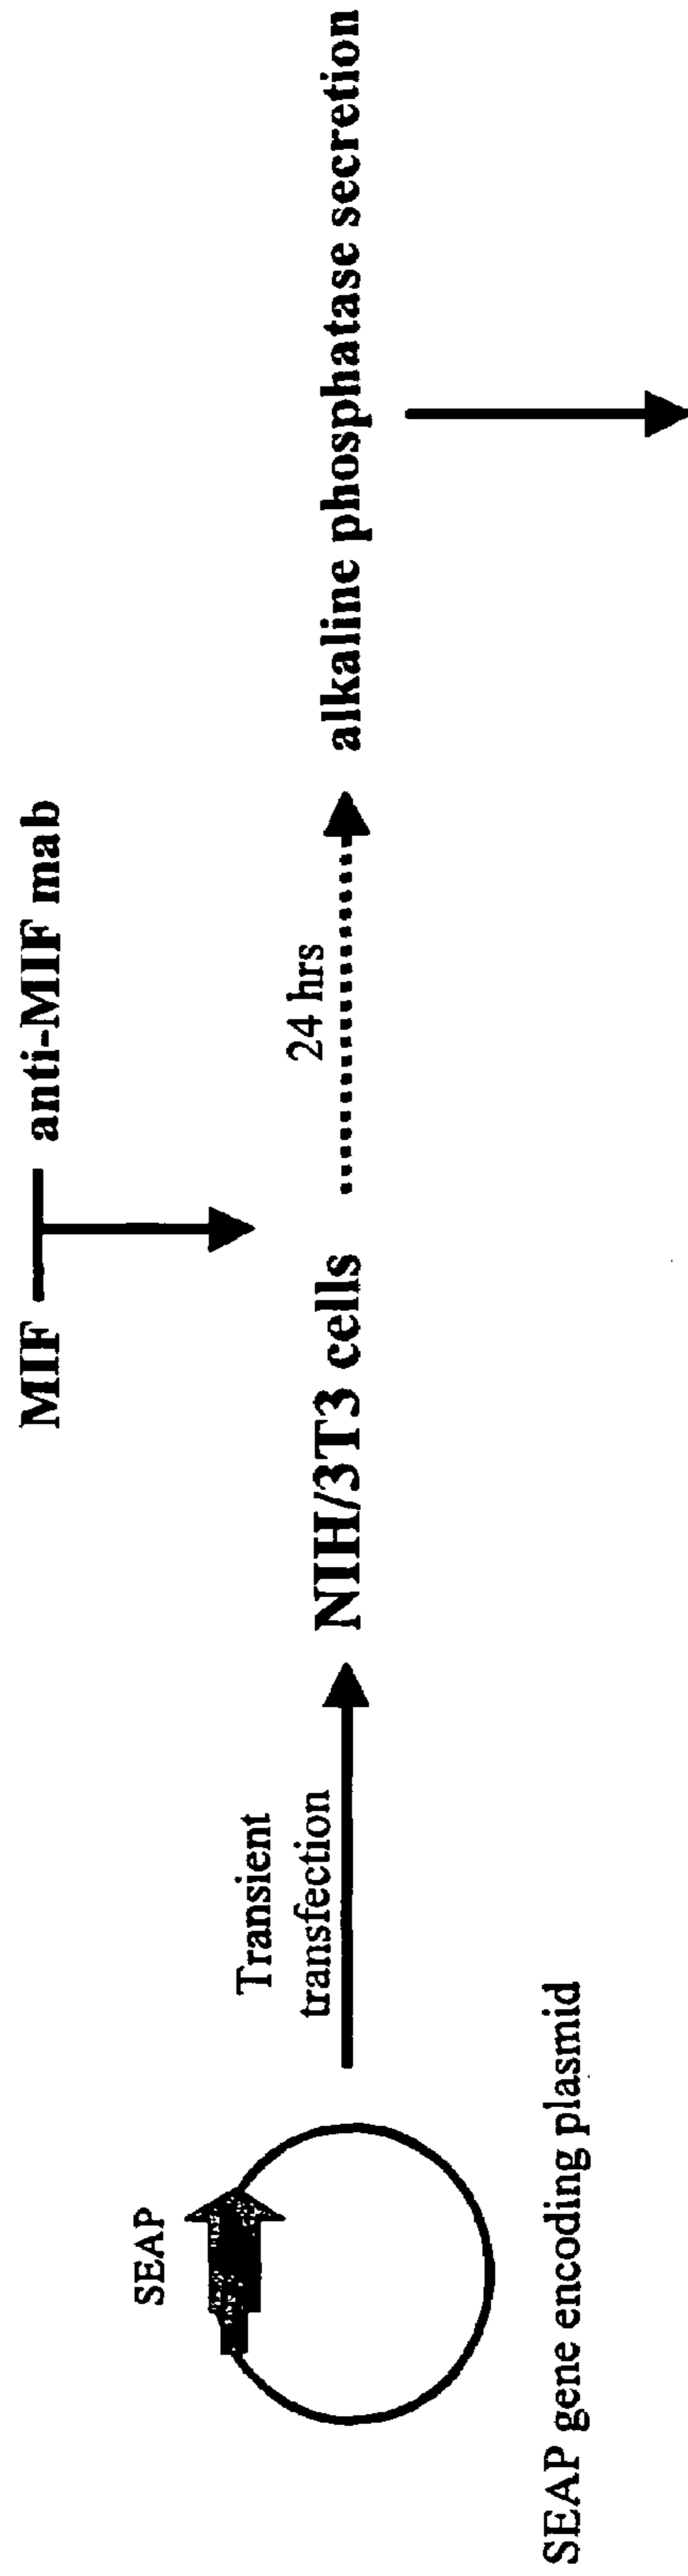 MIF
anti-MIF mab
SEAP
Transient
transfection
NIH/3T3 cells
24 hrs
alkaline phosphatase secretion
SEAP gene encoding plasmid